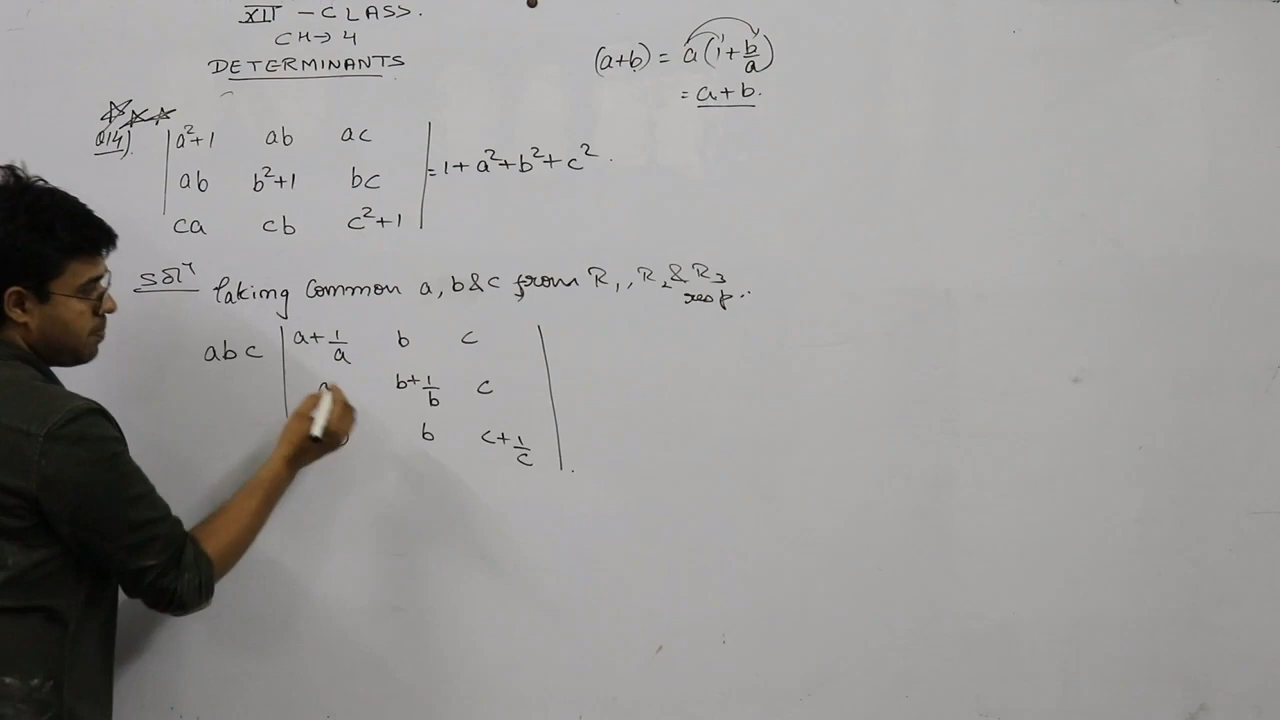 XII - CLASS.
CH→ 4
DETERMINANTS
(a+b) = a(1+b/a)
= a+b.
Q14).
|a²+1 ab ac|
|ab b²+1 bc| = 1+a²+b²+c².
|ca cb c²+1|
Solⁿ Taking Common a, b & c from R₁, R₂ & R₃ resp..
abc |a+1/a b c|
b+1/b c
b c+1/c